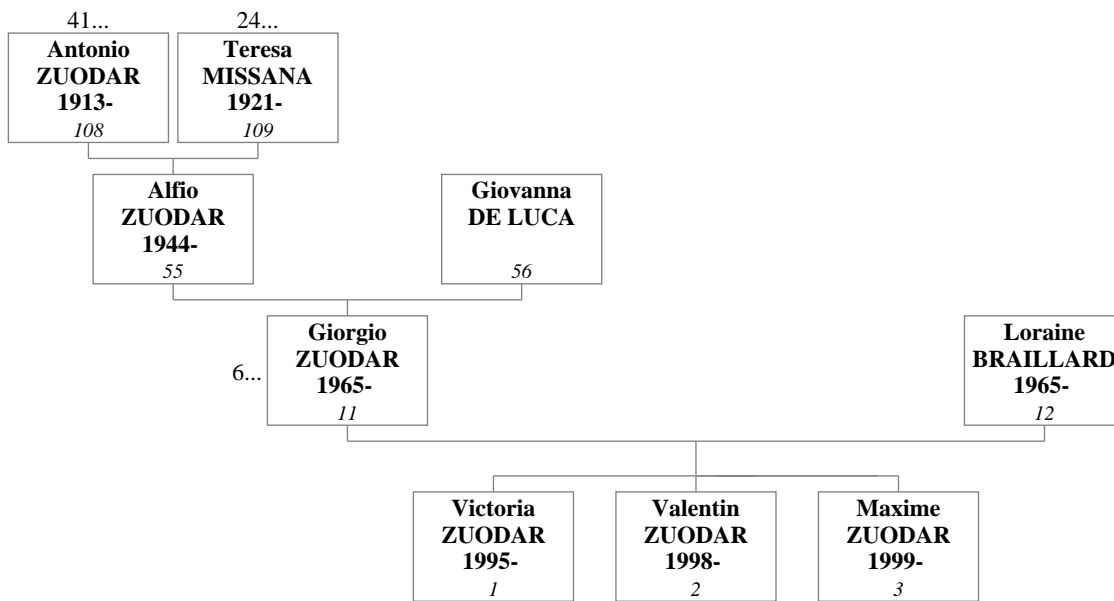 41...
24...
Antonio
ZUODAR
1913-
108
Teresa
MISSANA
1921-
109
Alfio
ZUODAR
1944-
55
Giovanna
DE LUCA
56
6...
Giorgio
ZUODAR
1965-
11
Loraine
BRAILLARD
1965-
12
Victoria
ZUODAR
1995-
1
Valentin
ZUODAR
1998-
2
Maxime
ZUODAR
1999-
3